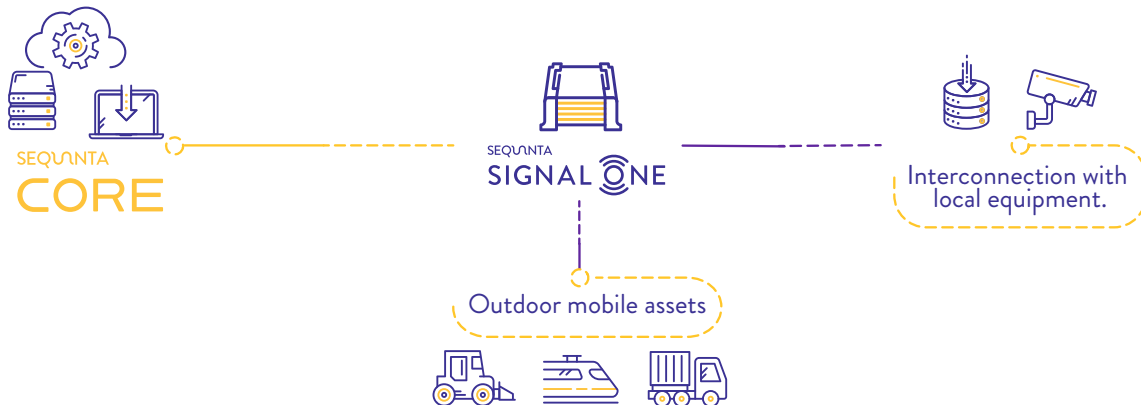 SEQUANTA
CORE
SEQUANTA
SIGNAL ONE
Interconnection with
local equipment.
Outdoor mobile assets